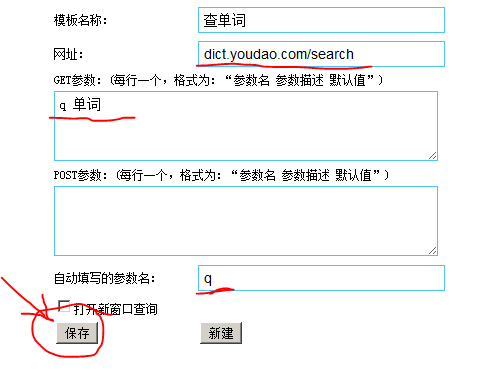 模板名称： 查单词
网址： dict.youdao.com/search
GET参数：(每行一个，格式为：“参数名 参数描述 默认值”)
q 单词
POST参数：(每行一个，格式为：“参数名 参数描述 默认值”)
自动填写的参数名： q
打开新窗口查询
保存 新建